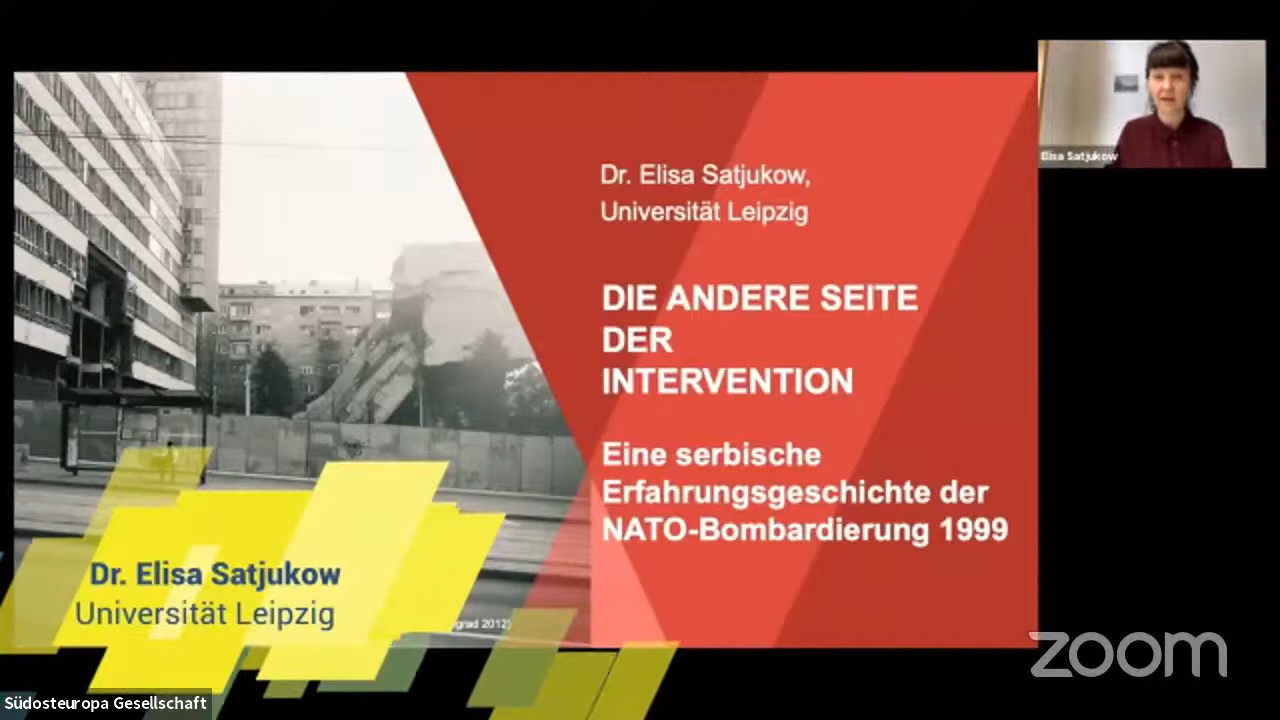 Elisa Satjukow
Dr. Elisa Satjukow,
Universität Leipzig
DIE ANDERE SEITE
DER
INTERVENTION
Eine serbische
Erfahrungsgeschichte der
NATO-Bombardierung 1999
Dr. Elisa Satjukow
Universität Leipzig
2012)
zoom
Südosteuropa Gesellschaft